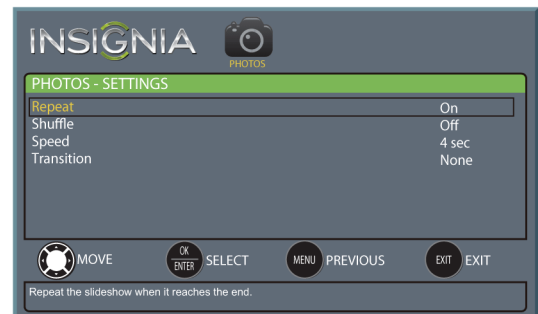 INSIGNIA
PHOTOS
PHOTOS - SETTINGS
Repeat On
Shuffle Off
Speed 4 sec
Transition None
MOVE OK ENTER SELECT MENU PREVIOUS EXIT EXIT
Repeat the slideshow when it reaches the end.